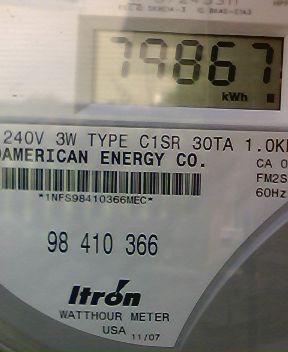 79867
kWh
240V 3W TYPE C1SR 30TA 1.0K
DAMERICAN ENERGY CO.
CA 0
FM2S
60Hz
*1NFS98410366MEC*
98 410 366
Itron
WATTHOUR METER
USA 11/07